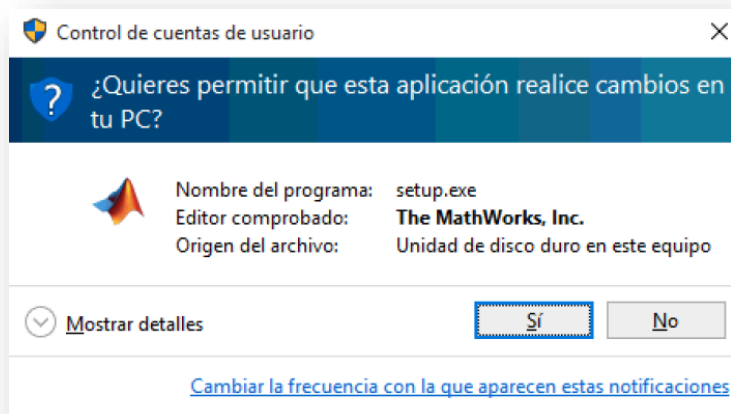 Control de cuentas de usuario
¿Quieres permitir que esta aplicación realice cambios en
tu PC?
Nombre del programa: setup.exe
Editor comprobado: The MathWorks, Inc.
Origen del archivo: Unidad de disco duro en este equipo
Mostrar detalles
Sí
No
Cambiar la frecuencia con la que aparecen estas notificaciones